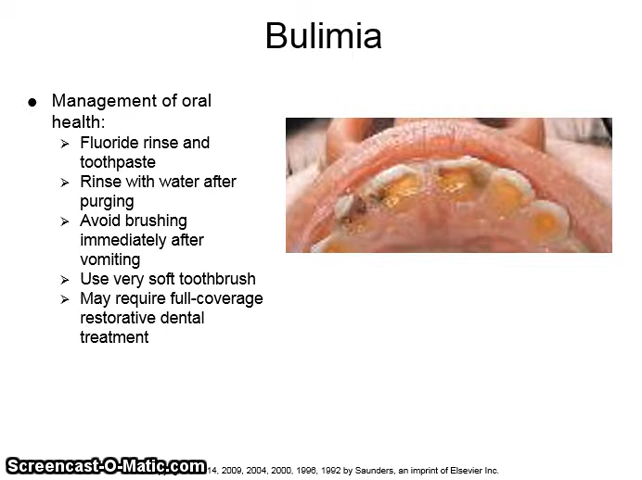 Bulimia
● Management of oral
health:
➢ Fluoride rinse and
toothpaste
➢ Rinse with water after
purging
➢ Avoid brushing
immediately after
vomiting
➢ Use very soft toothbrush
➢ May require full-coverage
restorative dental
treatment
Screencast-O-Matic.com
14, 2009, 2004, 2000, 1996, 1992 by Saunders, an imprint of Elsevier Inc.